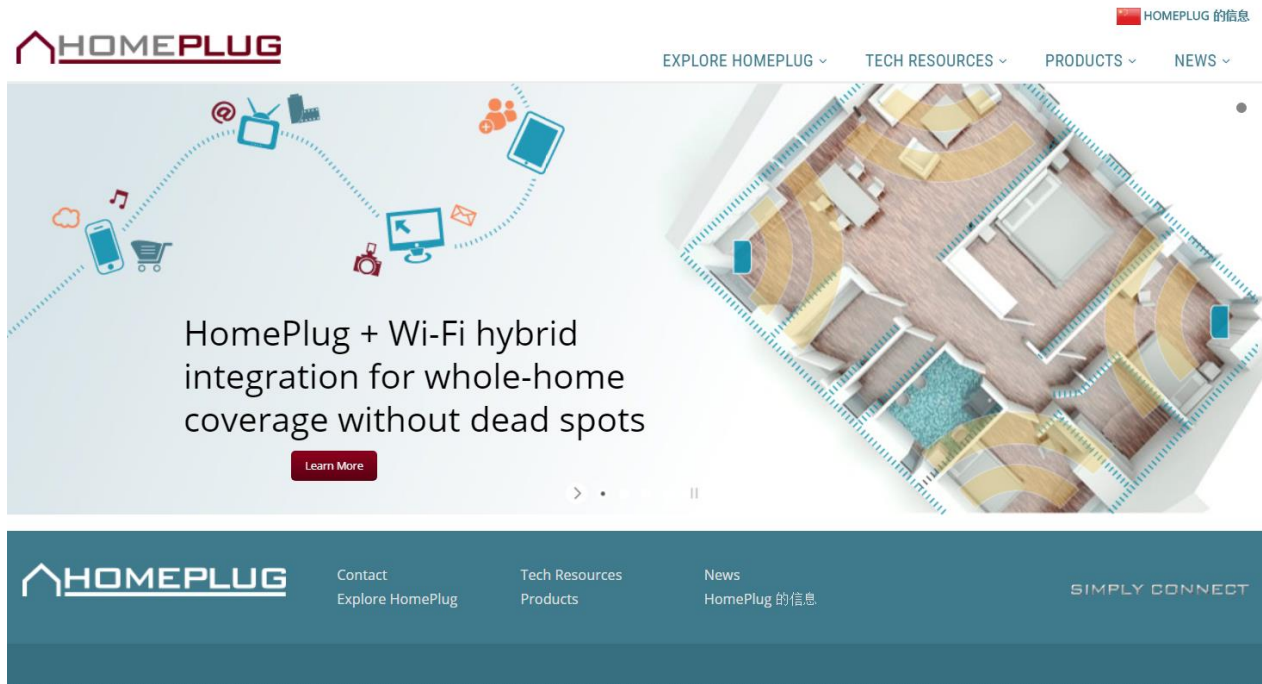 HOMEPLUG 的信息
HOMEPLUG
EXPLORE HOMEPLUG TECH RESOURCES PRODUCTS NEWS
@
HomePlug + Wi-Fi hybrid
integration for whole-home
coverage without dead spots
Learn More
HOMEPLUG
Contact
Explore HomePlug
Tech Resources
Products
News
HomePlug 的信息
SIMPLY CONNECT